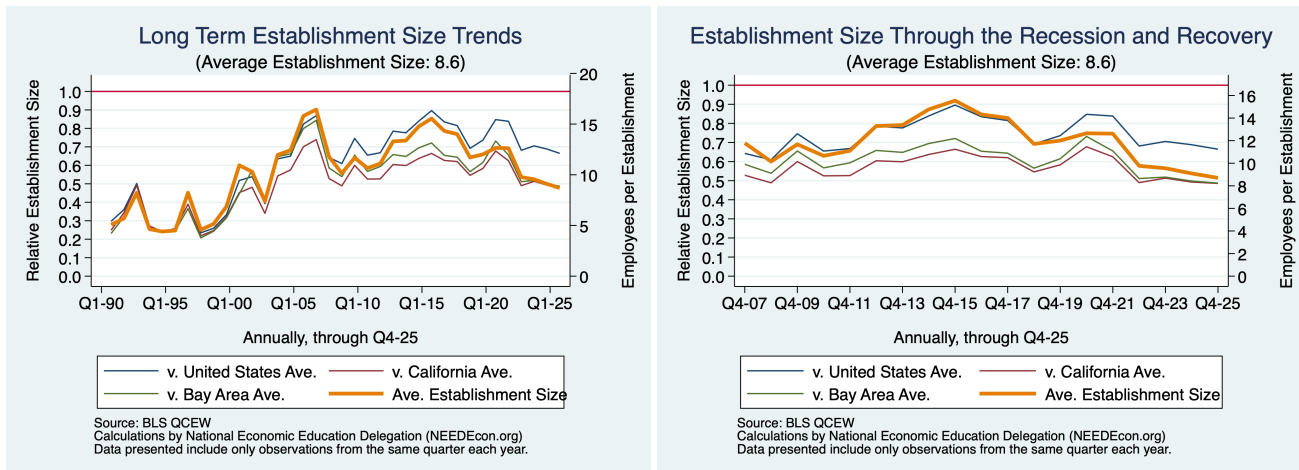 Long Term Establishment Size Trends
(Average Establishment Size: 8.6)
Relative Establishment Size
1.0
0.9
0.8
0.7
0.6
0.5
0.4
0.3
0.2
0.1
0.0
20
15
10
5
0
Employees per Establishment
Q1-90 Q1-95 Q1-00 Q1-05 Q1-10 Q1-15 Q1-20 Q1-25
Annually, through Q4-25
v. United States Ave. v. California Ave.
v. Bay Area Ave. Ave. Establishment Size
Source: BLS QCEW
Calculations by National Economic Education Delegation (NEEDEcon.org)
Data presented include only observations from the same quarter each year.
Establishment Size Through the Recession and Recovery
(Average Establishment Size: 8.6)
Relative Establishment Size
1.0
0.9
0.8
0.7
0.6
0.5
0.4
0.3
0.2
0.1
0.0
16
14
12
10
8
6
4
2
0
Employees per Establishment
Q4-07 Q4-09 Q4-11 Q4-13 Q4-15 Q4-17 Q4-19 Q4-21 Q4-23 Q4-25
Annually, through Q4-25
v. United States Ave. v. California Ave.
v. Bay Area Ave. Ave. Establishment Size
Source: BLS QCEW
Calculations by National Economic Education Delegation (NEEDEcon.org)
Data presented include only observations from the same quarter each year.